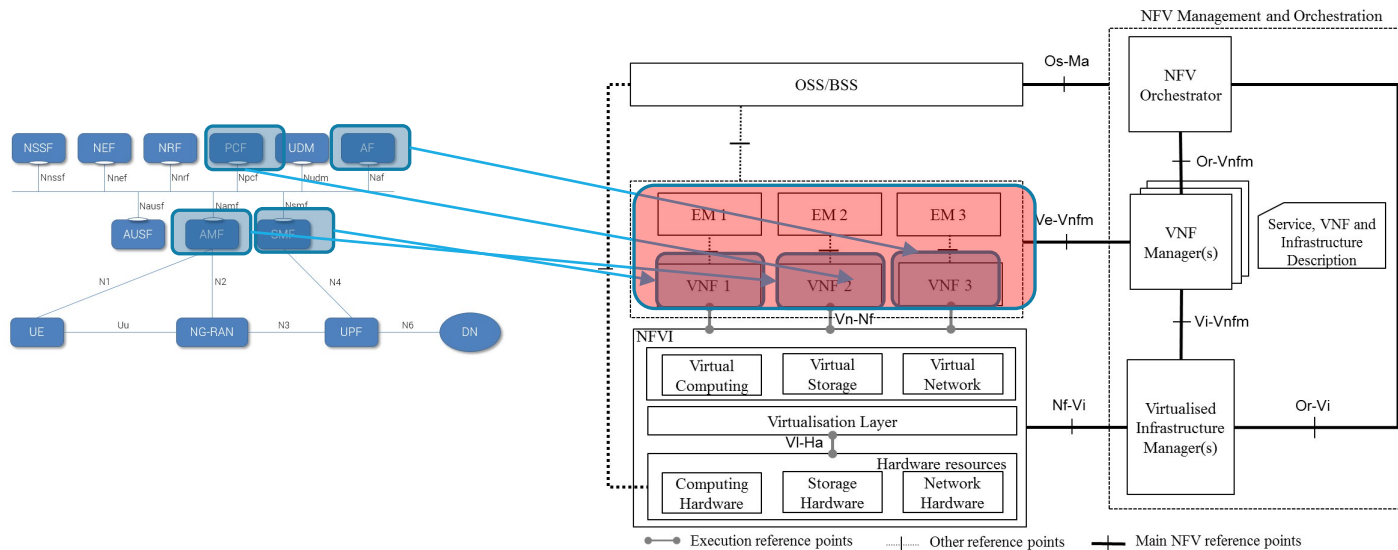 NFV Management and Orchestration
Os-Ma
OSS/BSS
NFV
Orchestrator
NSSF
NEF
NRF
PCF
UDM
AF
Nnssf
Nnef
Nnrf
Npcf
Nudm
Naf
Or-Vnfm
Nausf
Namf
Nsmf
AUSF
AMF
SMF
EM 1
EM 2
EM 3
Ve-Vnfm
VNF
Manager(s)
Service, VNF and
Infrastructure
Description
VNF 1
VNF 2
VNF 3
N1
N2
N4
Vn-Nf
Vi-Vnfm
UE
Uu
NG-RAN
N3
UPF
N6
DN
NFVI
Virtual
Computing
Virtual
Storage
Virtual
Network
Virtualisation Layer
Nf-Vi
Virtualised
Infrastructure
Manager(s)
Or-Vi
Vl-Ha
Hardware resources
Computing
Hardware
Storage
Hardware
Network
Hardware
Execution reference points
Other reference points
Main NFV reference points